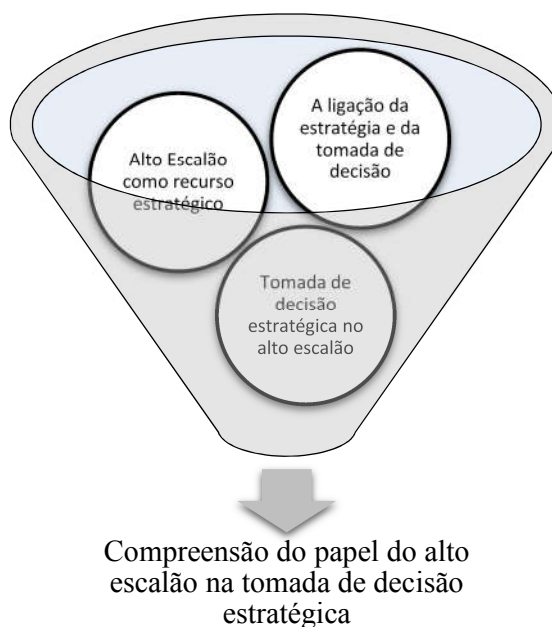 A ligação da
estratégia e da
tomada de
decisão
Alto Escalão
como recurso
estratégico
Tomada de
decisão
estratégica no
alto escalão
Compreensão do papel do alto
escalão na tomada de decisão
estratégica